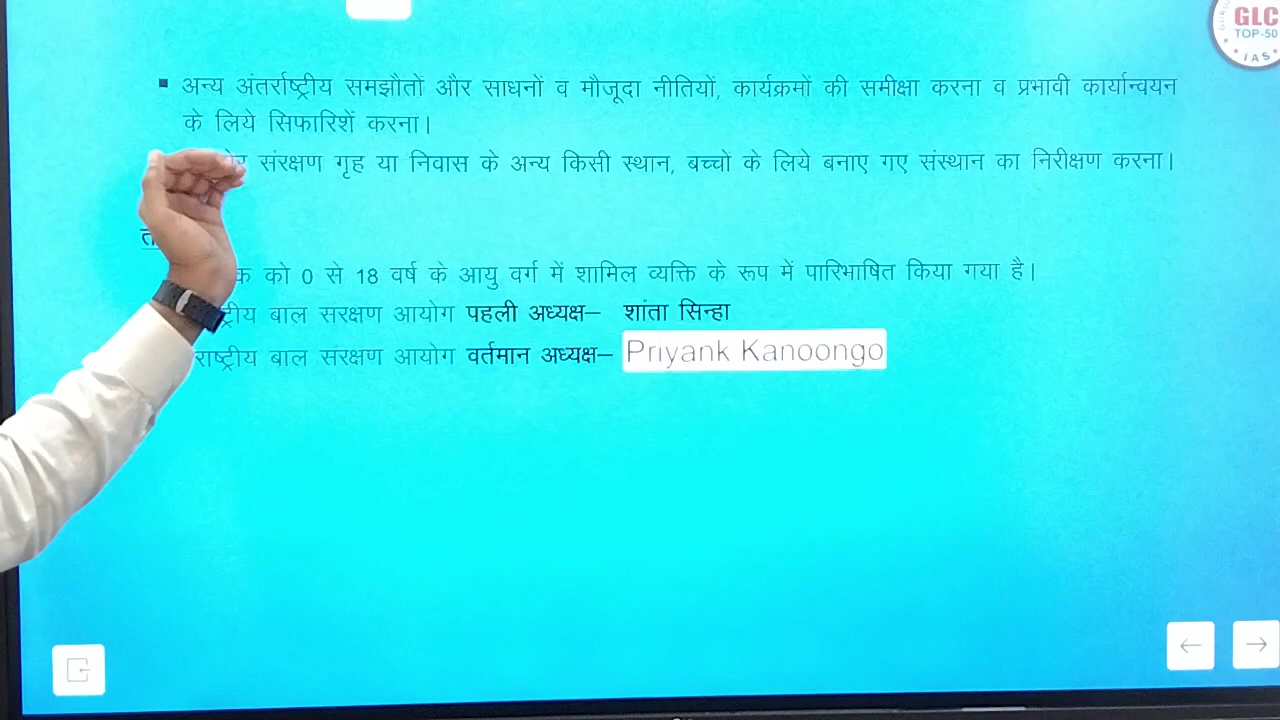 GLC
TOP-50
IAS
अन्य अंतर्राष्ट्रीय समझौतों और साधनों व मौजूदा नीतियों, कार्यक्रमों की समीक्षा करना व प्रभावी कार्यान्वयन
के लिये सिफारिशें करना।
संरक्षण गृह या निवास के अन्य किसी स्थान, बच्चों के लिये बनाए गए संस्थान का निरीक्षण करना।
को 0 से 18 वर्ष के आयु वर्ग में शामिल व्यक्ति के रूप में पारिभाषित किया गया है।
बाल सरक्षण आयोग पहली अध्यक्ष– शांता सिन्हा
राष्ट्रीय बाल संरक्षण आयोग वर्तमान अध्यक्ष– Priyank Kanoongo